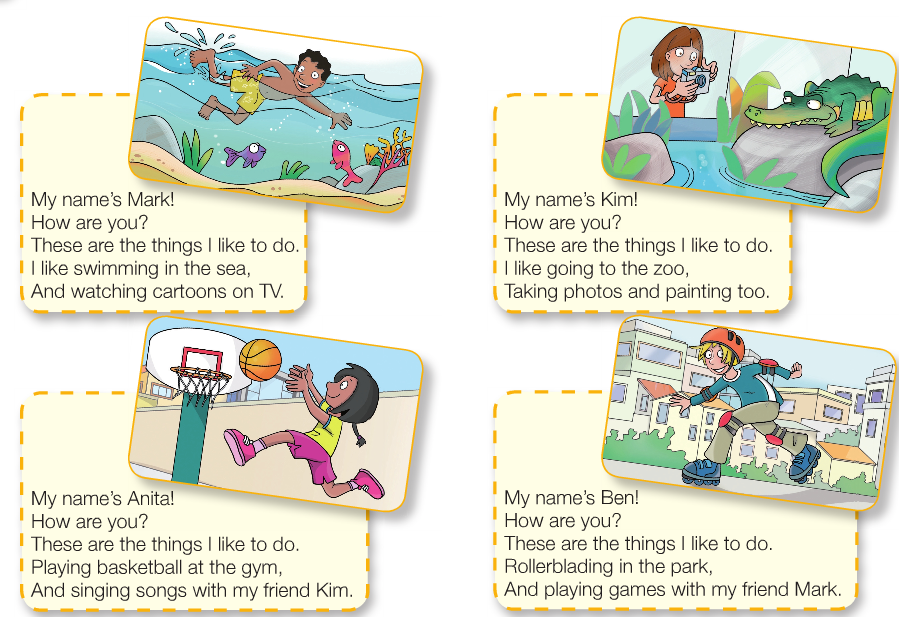 My name's Mark!
How are you?
These are the things I like to do.
I like swimming in the sea,
And watching cartoons on TV.
My name's Kim!
How are you?
These are the things I like to do.
I like going to the zoo,
Taking photos and painting too.
My name's Anita!
How are you?
These are the things I like to do.
Playing basketball at the gym,
And singing songs with my friend Kim.
My name's Ben!
How are you?
These are the things I like to do.
Rollerblading in the park,
And playing games with my friend Mark.